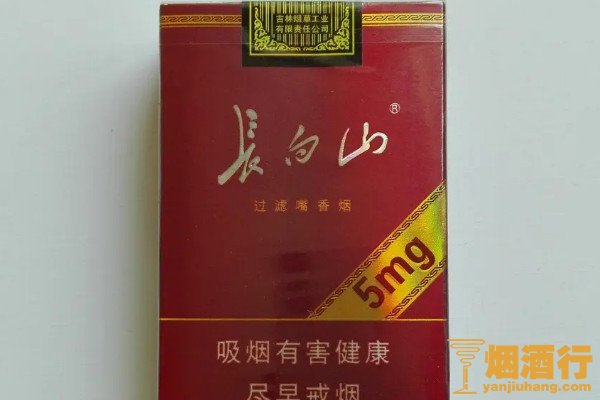 吉林烟草工业
有限责任公司
長白山®
过滤嘴香烟
5mg
吸烟有害健康
尽早戒烟
烟酒行
yanjiuhang.com